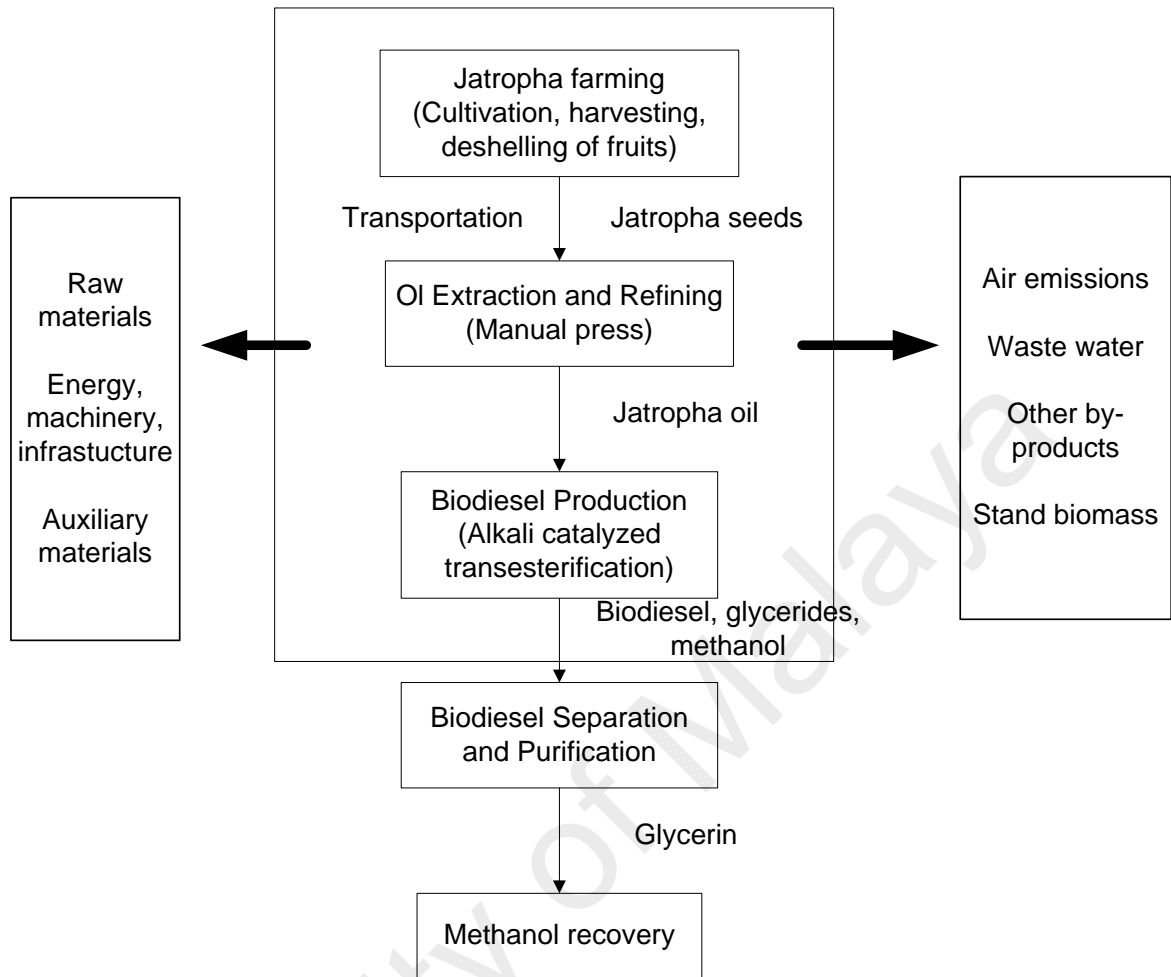 Jatropha farming
(Cultivation, harvesting,
deshelling of fruits)
Transportation
Jatropha seeds
Ol Extraction and Refining
(Manual press)
Jatropha oil
Biodiesel Production
(Alkali catalyzed
transesterification)
Biodiesel, glycerides,
methanol
Biodiesel Separation
and Purification
Glycerin
Methanol recovery
Raw
materials
Energy,
machinery,
infrastucture
Auxiliary
materials
Air emissions
Waste water
Other by-
products
Stand biomass
of Malaya